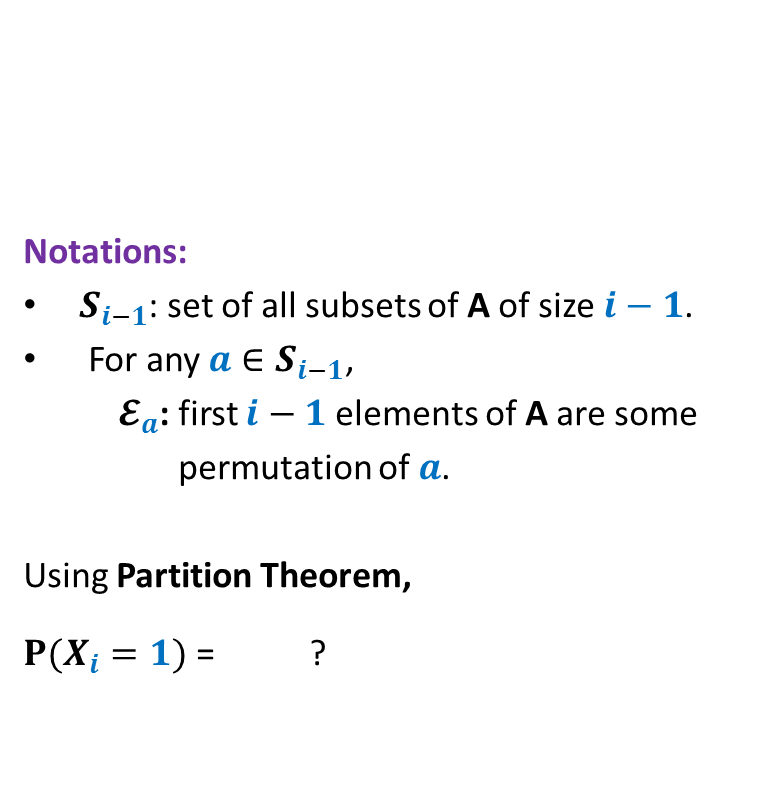 Notations:
• S_{i−1}: set of all subsets of A of size i − 1.
• For any a ∈ S_{i−1},
ℰ_a: first i − 1 elements of A are some
permutation of a.
Using Partition Theorem,
P(X_i = 1) = ?